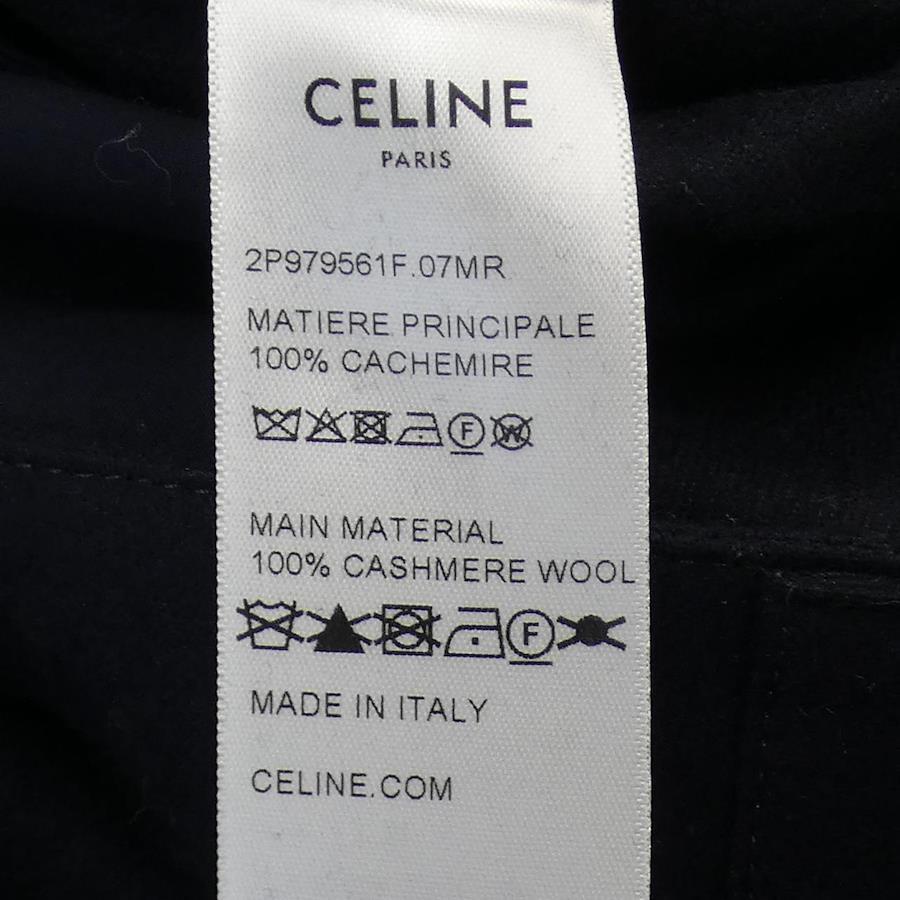 CELINE
PARIS
2P979561F.07MR
MATIERE PRINCIPALE
100% CACHEMIRE
F W
MAIN MATERIAL
100% CASHMERE WOOL
F
MADE IN ITALY
CELINE.COM